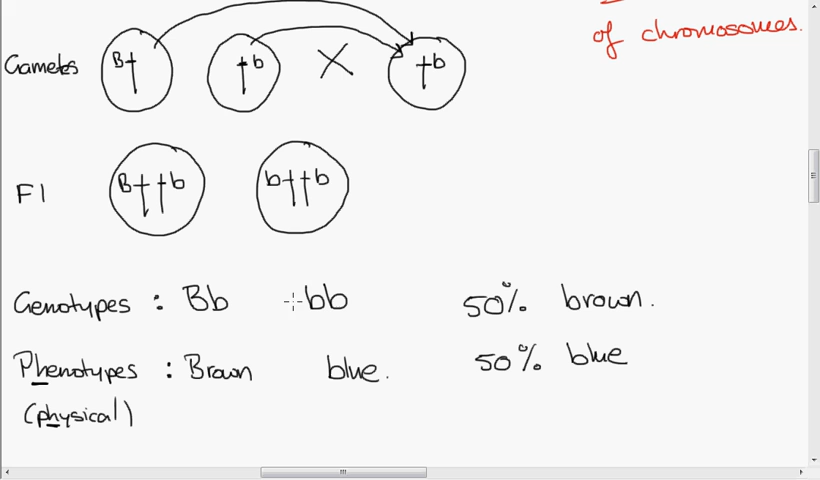 of chromosomes.
Gametes B b b
F1 B b b b
Genotypes : Bb bb 50% brown.
Phenotypes : Brown blue. 50% blue
(physical)